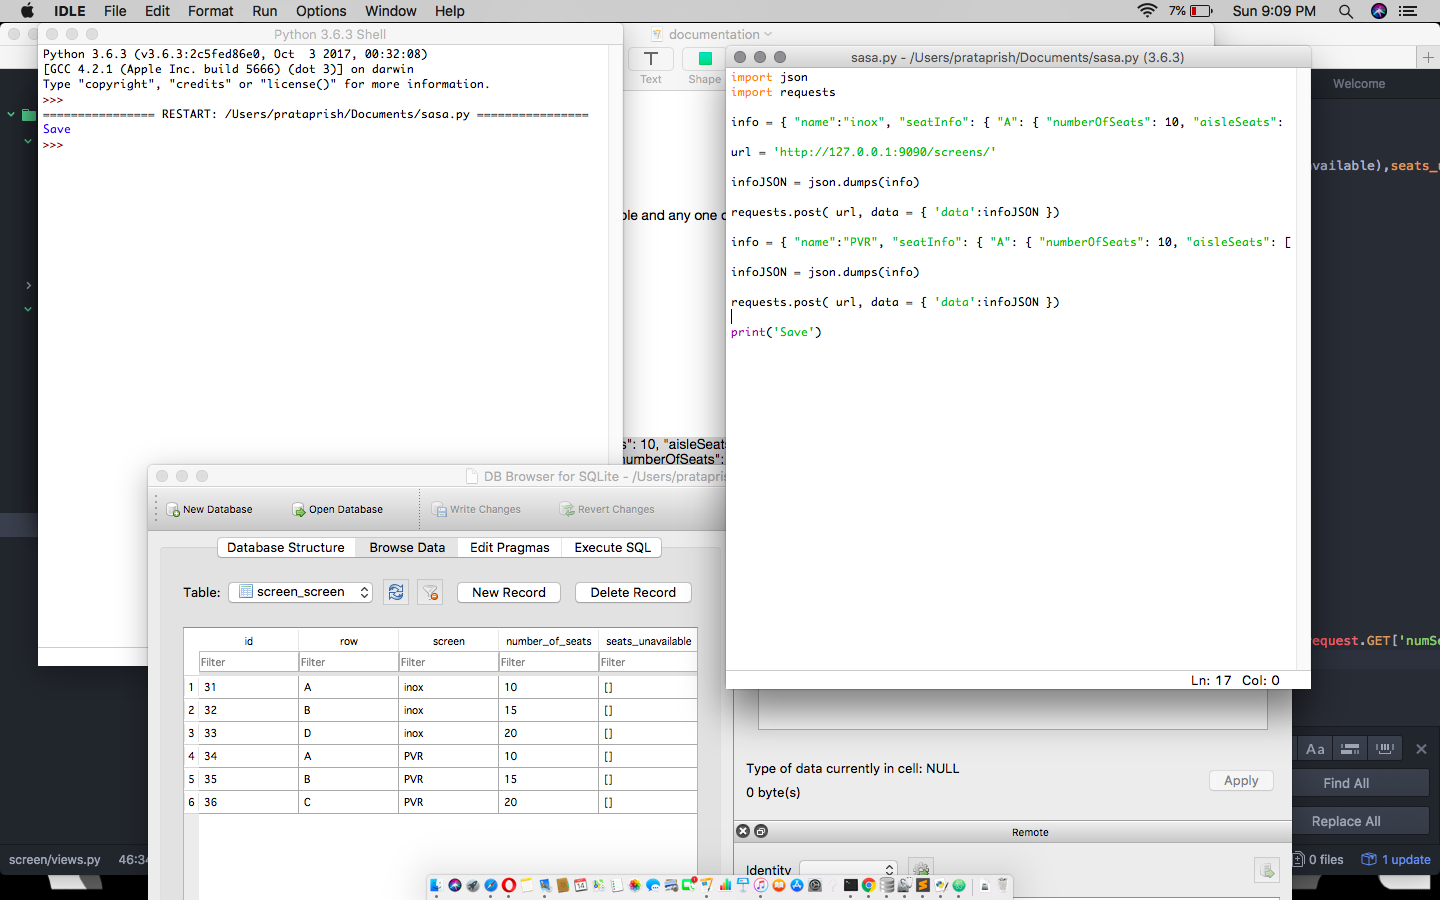 IDLE File Edit Format Run Options Window Help
7% Sun 9:09 PM
Python 3.6.3 Shell
Python 3.6.3 (v3.6.3:2c5fed86e0, Oct  3 2017, 00:32:08)
[GCC 4.2.1 (Apple Inc. build 5666) (dot 3)] on darwin
Type "copyright", "credits" or "license()" for more information.
>>>
================ RESTART: /Users/prataprish/Documents/sasa.py ================
Save
>>>
documentation
Text Shape
ble and any one
s": 10, "aisleSeat
numberOfSeats":
sasa.py - /Users/prataprish/Documents/sasa.py (3.6.3)
import json
import requests
info = { "name":"inox", "seatInfo": { "A": { "numberOfSeats": 10, "aisleSeats":
url = 'http://127.0.0.1:9090/screens/'
infoJSON = json.dumps(info)
requests.post( url, data = { 'data':infoJSON })
info = { "name":"PVR", "seatInfo": { "A": { "numberOfSeats": 10, "aisleSeats": [
infoJSON = json.dumps(info)
requests.post( url, data = { 'data':infoJSON })
print('Save')
Ln: 17 Col: 0
Welcome
vailable),seats_
equest.GET['numSe
Aa
Find All
Replace All
0 files 1 update
DB Browser for SQLite - /Users/pratapris
New Database Open Database Write Changes Revert Changes
Database Structure Browse Data Edit Pragmas Execute SQL
Table: screen_screen New Record Delete Record
id row screen number_of_seats seats_unavailable
Filter Filter Filter Filter Filter
1 31 A inox 10 []
2 32 B inox 15 []
3 33 D inox 20 []
4 34 A PVR 10 []
5 35 B PVR 15 []
6 36 C PVR 20 []
Type of data currently in cell: NULL
0 byte(s)
Apply
Remote
Identity
screen/views.py 46:34